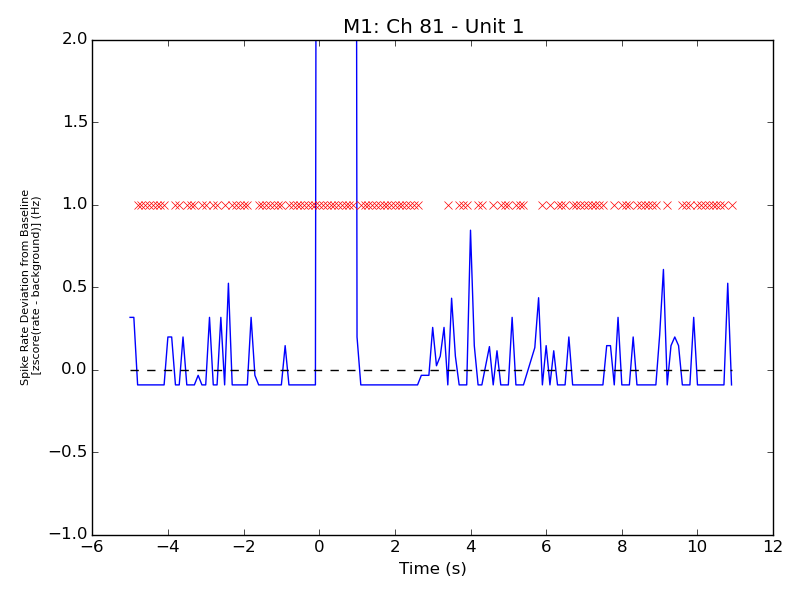 M1: Ch 81 - Unit 1
Spike Rate Deviation from Baseline
[zscore(rate - background)] (Hz)
2.0
1.5
1.0
0.5
0.0
−0.5
−1.0
−6 −4 −2 0 2 4 6 8 10 12
Time (s)